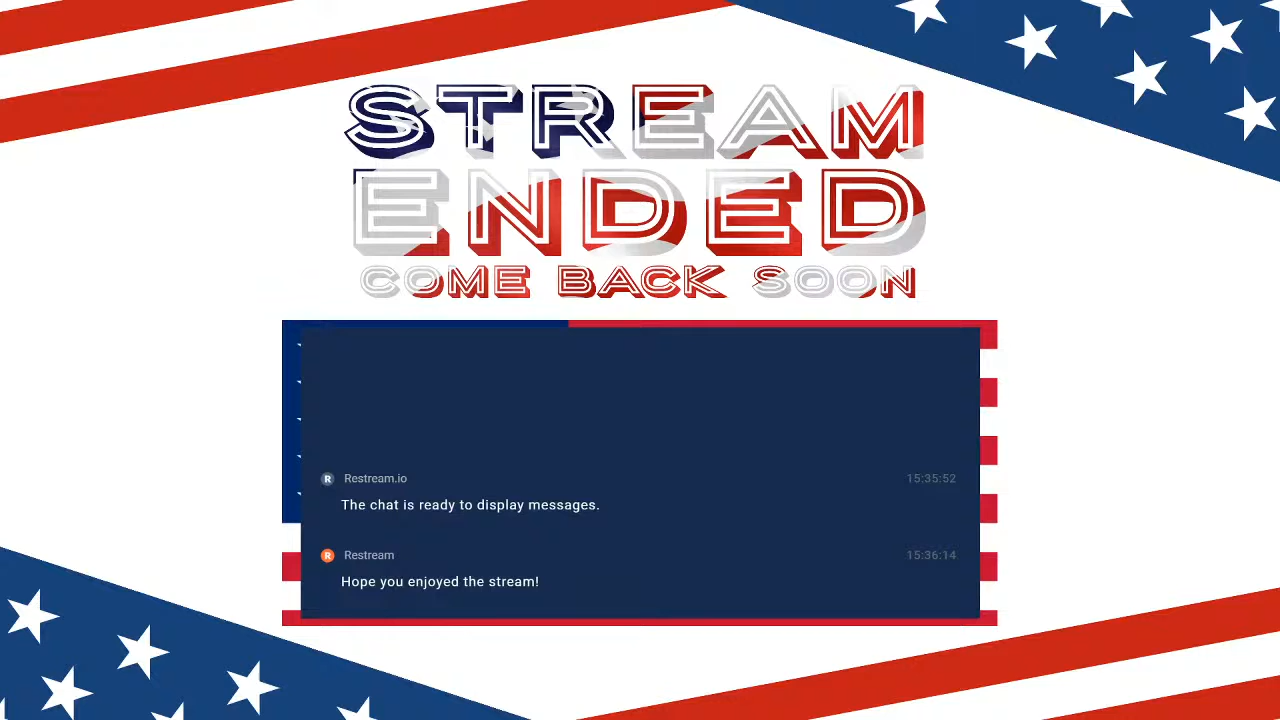 STREAM
ENDED
COME BACK SOON
R Restream.io 15:35:52
The chat is ready to display messages.
R Restream 15:36:14
Hope you enjoyed the stream!